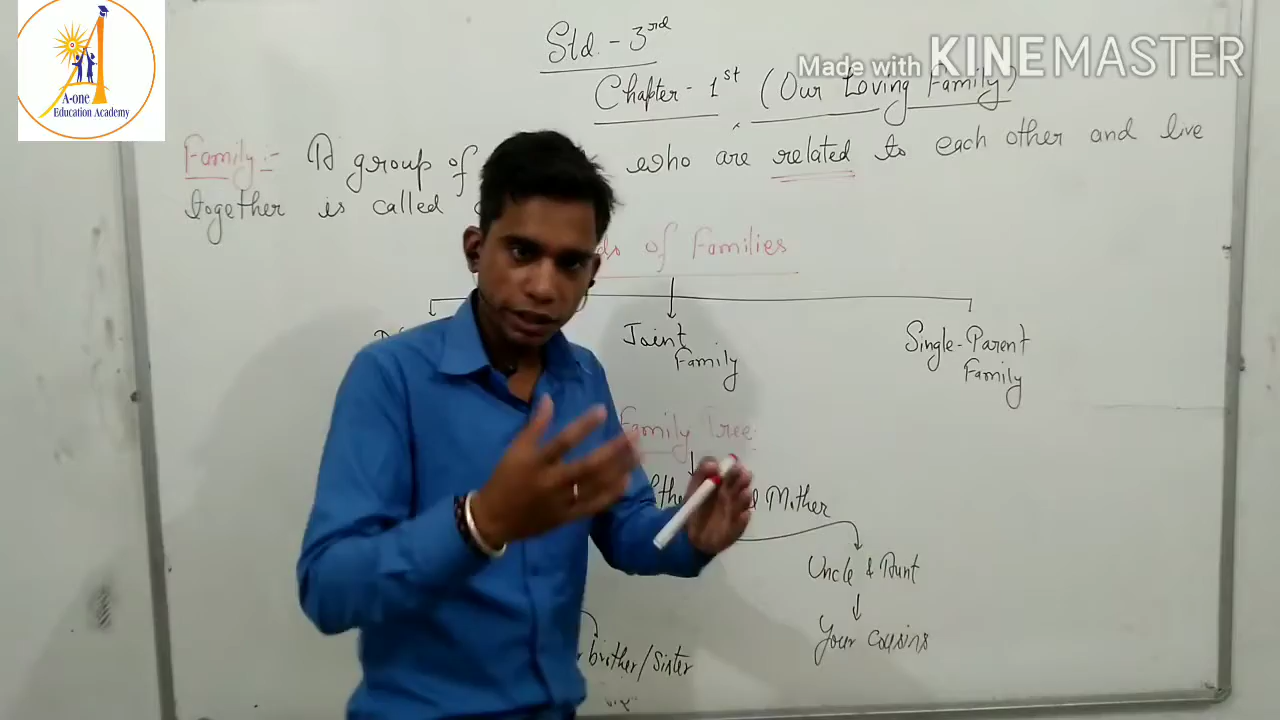 Std. - 3rd
Made with KINEMASTER
Chapter - 1st (Our Loving Family)
A-one
Education Academy
Family :- A group of who are related to each other and live
together is called
of Families
Joint
Family
Single-Parent
Family
Family Tree
Mother
Uncle & Aunt
Your cousins
brother/Sister